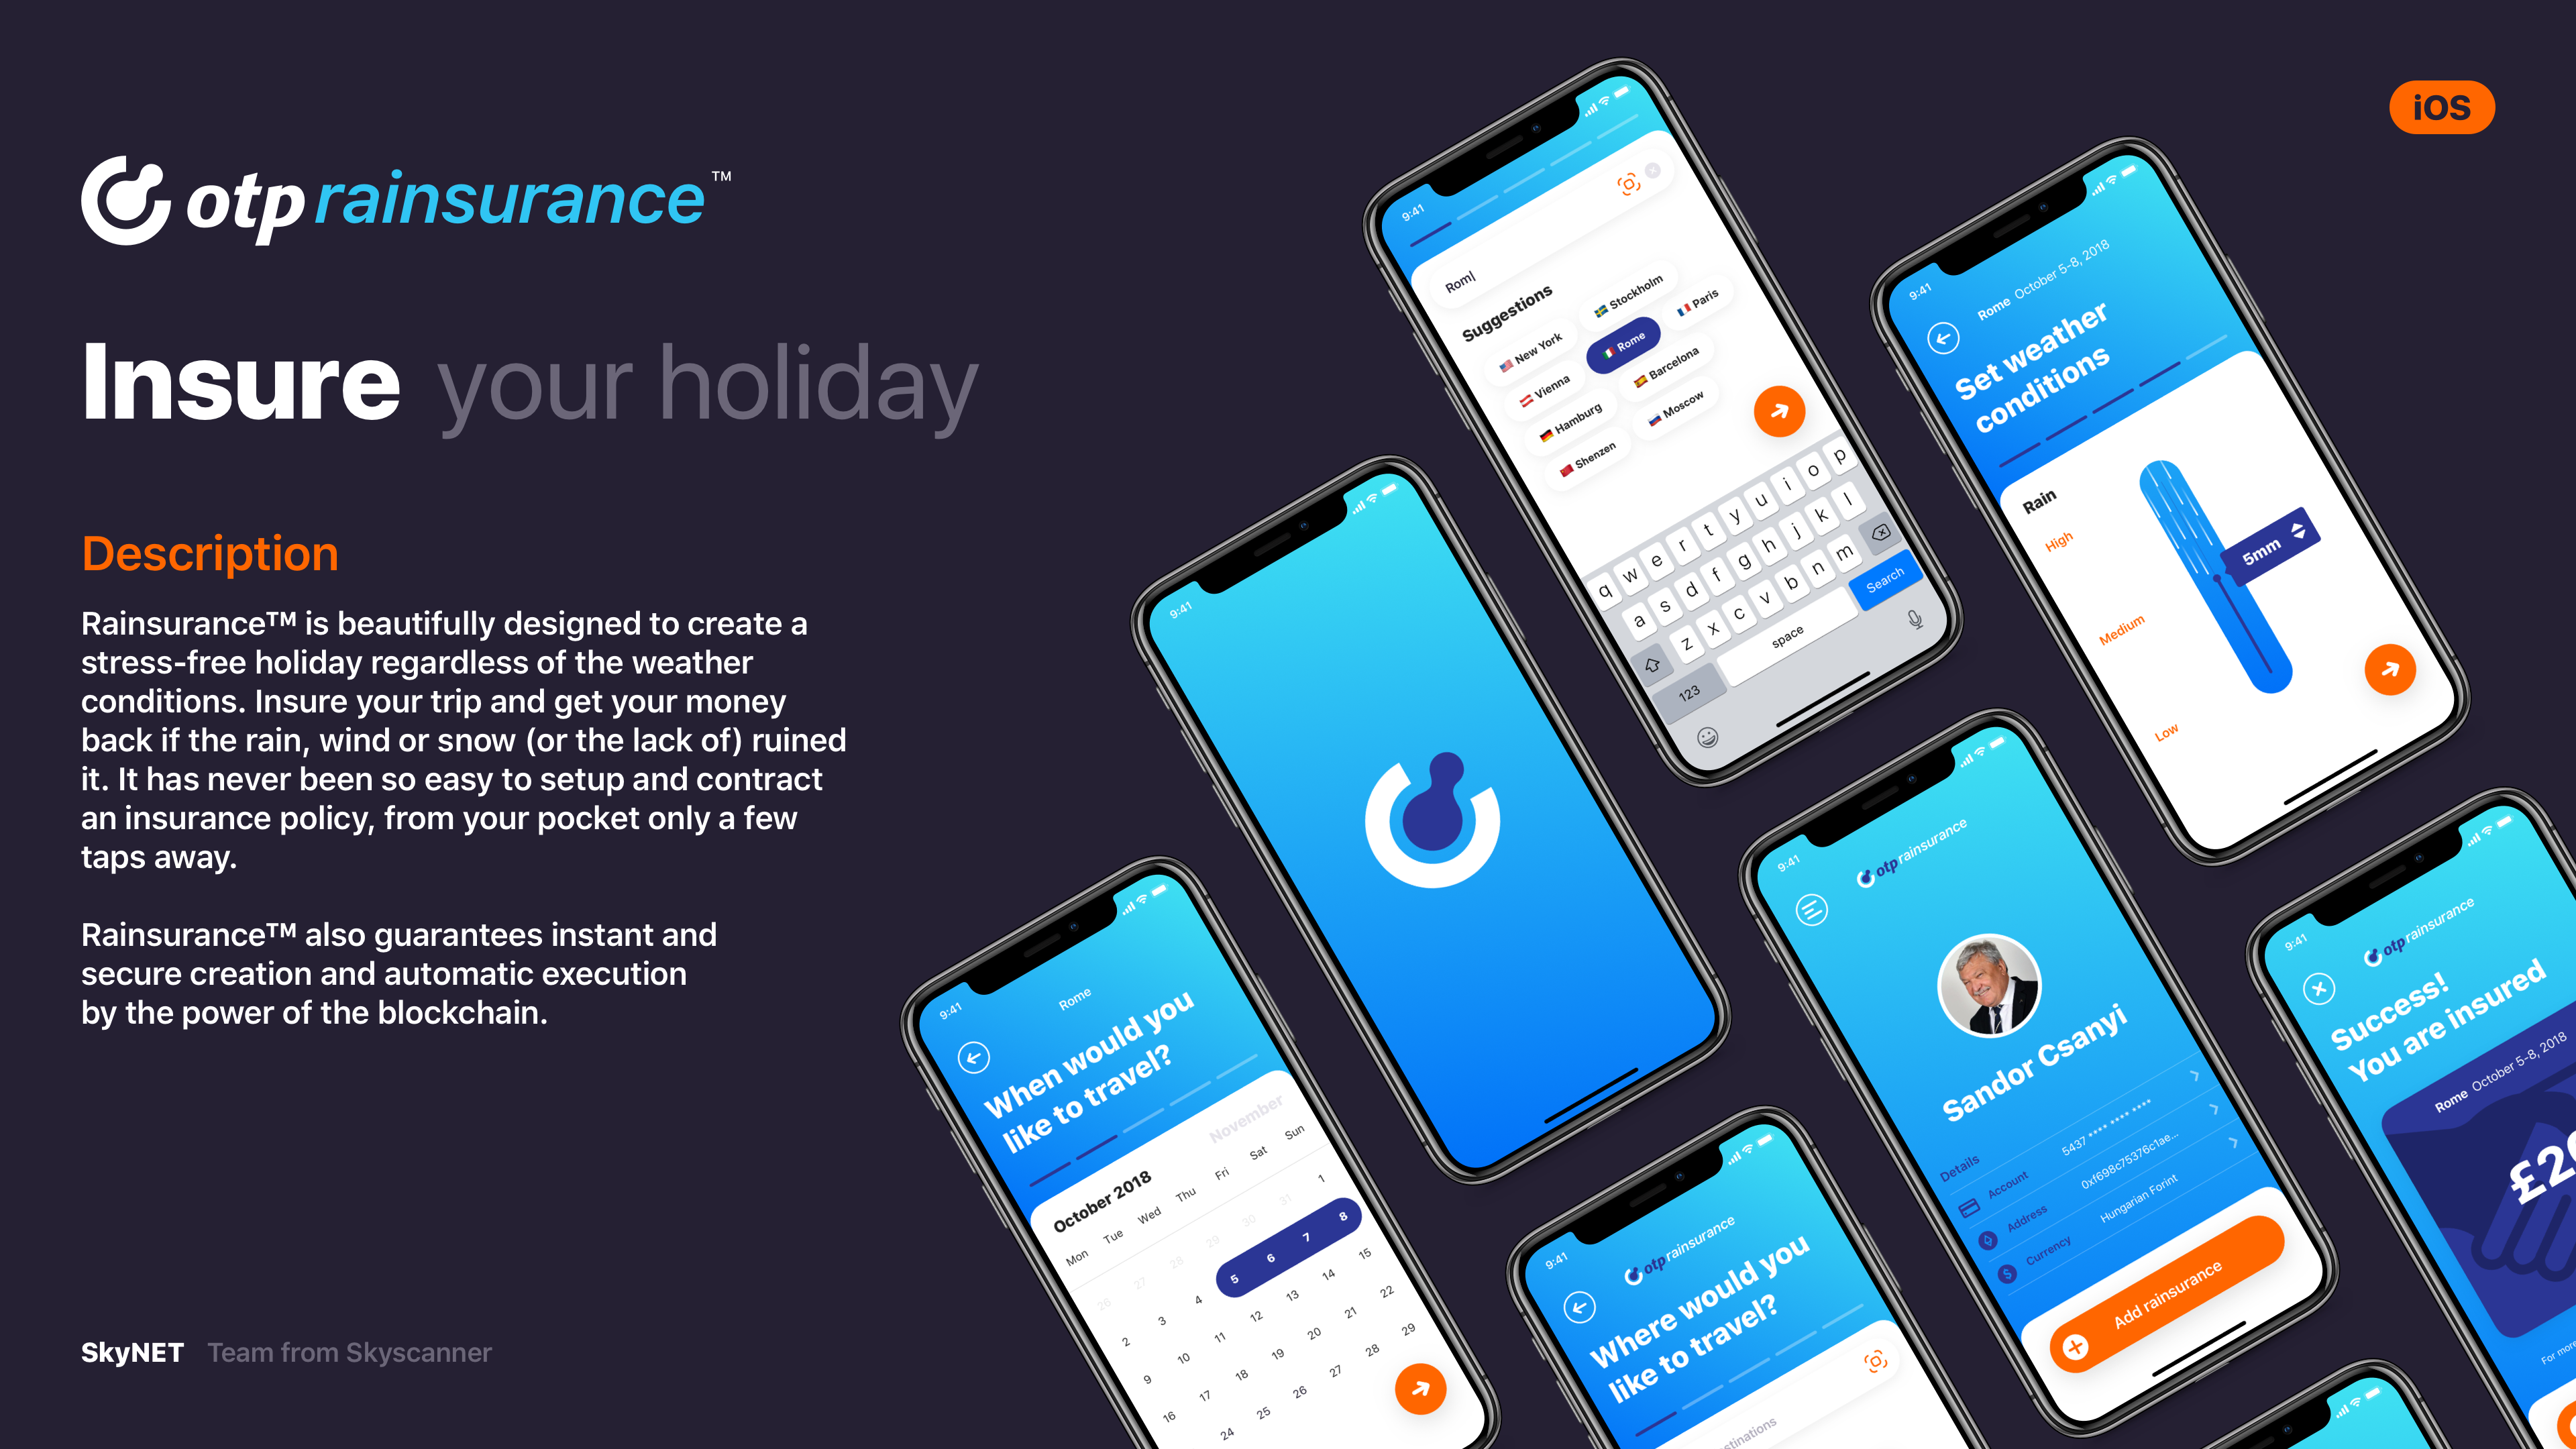 otp rainsurance™
iOS
Insure your holiday
Description
Rainsurance™ is beautifully designed to create a
stress-free holiday regardless of the weather
conditions. Insure your trip and get your money
back if the rain, wind or snow (or the lack of) ruined
it. It has never been so easy to setup and contract
an insurance policy, from your pocket only a few
taps away.
Rainsurance™ also guarantees instant and
secure creation and automatic execution
by the power of the blockchain.
SkyNET Team from Skyscanner
9:41
Rome
When would you
like to travel?
October 2018 November
Mon Tue Wed Thu Fri Sat Sun
26 27 28 29 30 31 1
2 3 4 5 6 7 8
9 10 11 12 13 14 15
16 17 18 19 20 21 22
24 25 26 27 28 29
9:41
9:41
Rom
Suggestions
New York Stockholm
Vienna Rome Paris
Hamburg Barcelona
Shenzen Moscow
q w e r t y u i o p
a s d f g h j k l
z x c v b n m
123 space Search
9:41
Rome October 5-8, 2018
Set weather
conditions
Rain
High
5mm
Medium
Low
9:41
otp rainsurance
Where would you
like to travel?
stinations
9:41
otp rainsurance
Sandor Csanyi
Details
Account 5437 **** **** ****
Address 0xf698c75376c1ae...
Currency Hungarian Forint
Add rainsurance
9:41
otp rainsurance
Success!
You are insured
Rome October 5-8, 2018
£20
For more